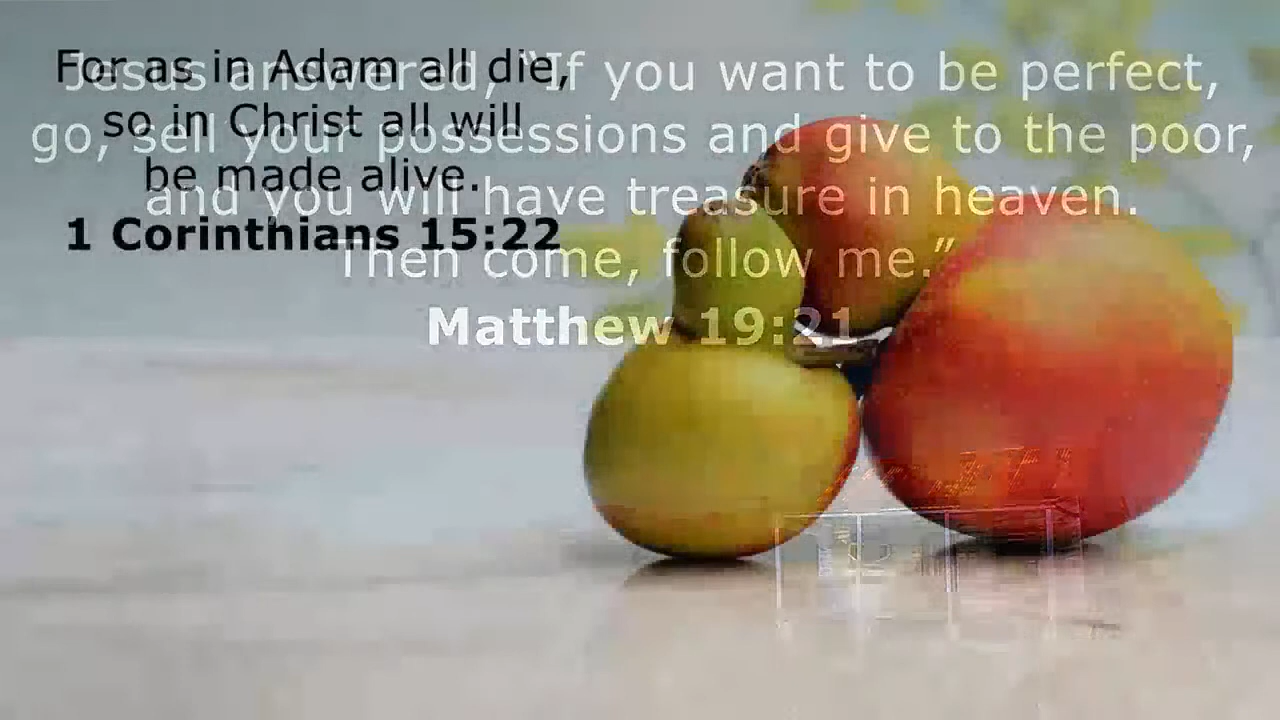 For as in Adam all die,
so in Christ all will
be made alive.
1 Corinthians 15:22
Jesus answered, “If you want to be perfect,
go, sell your possessions and give to the poor,
and you will have treasure in heaven.
Then come, follow me.”
Matthew 19:21